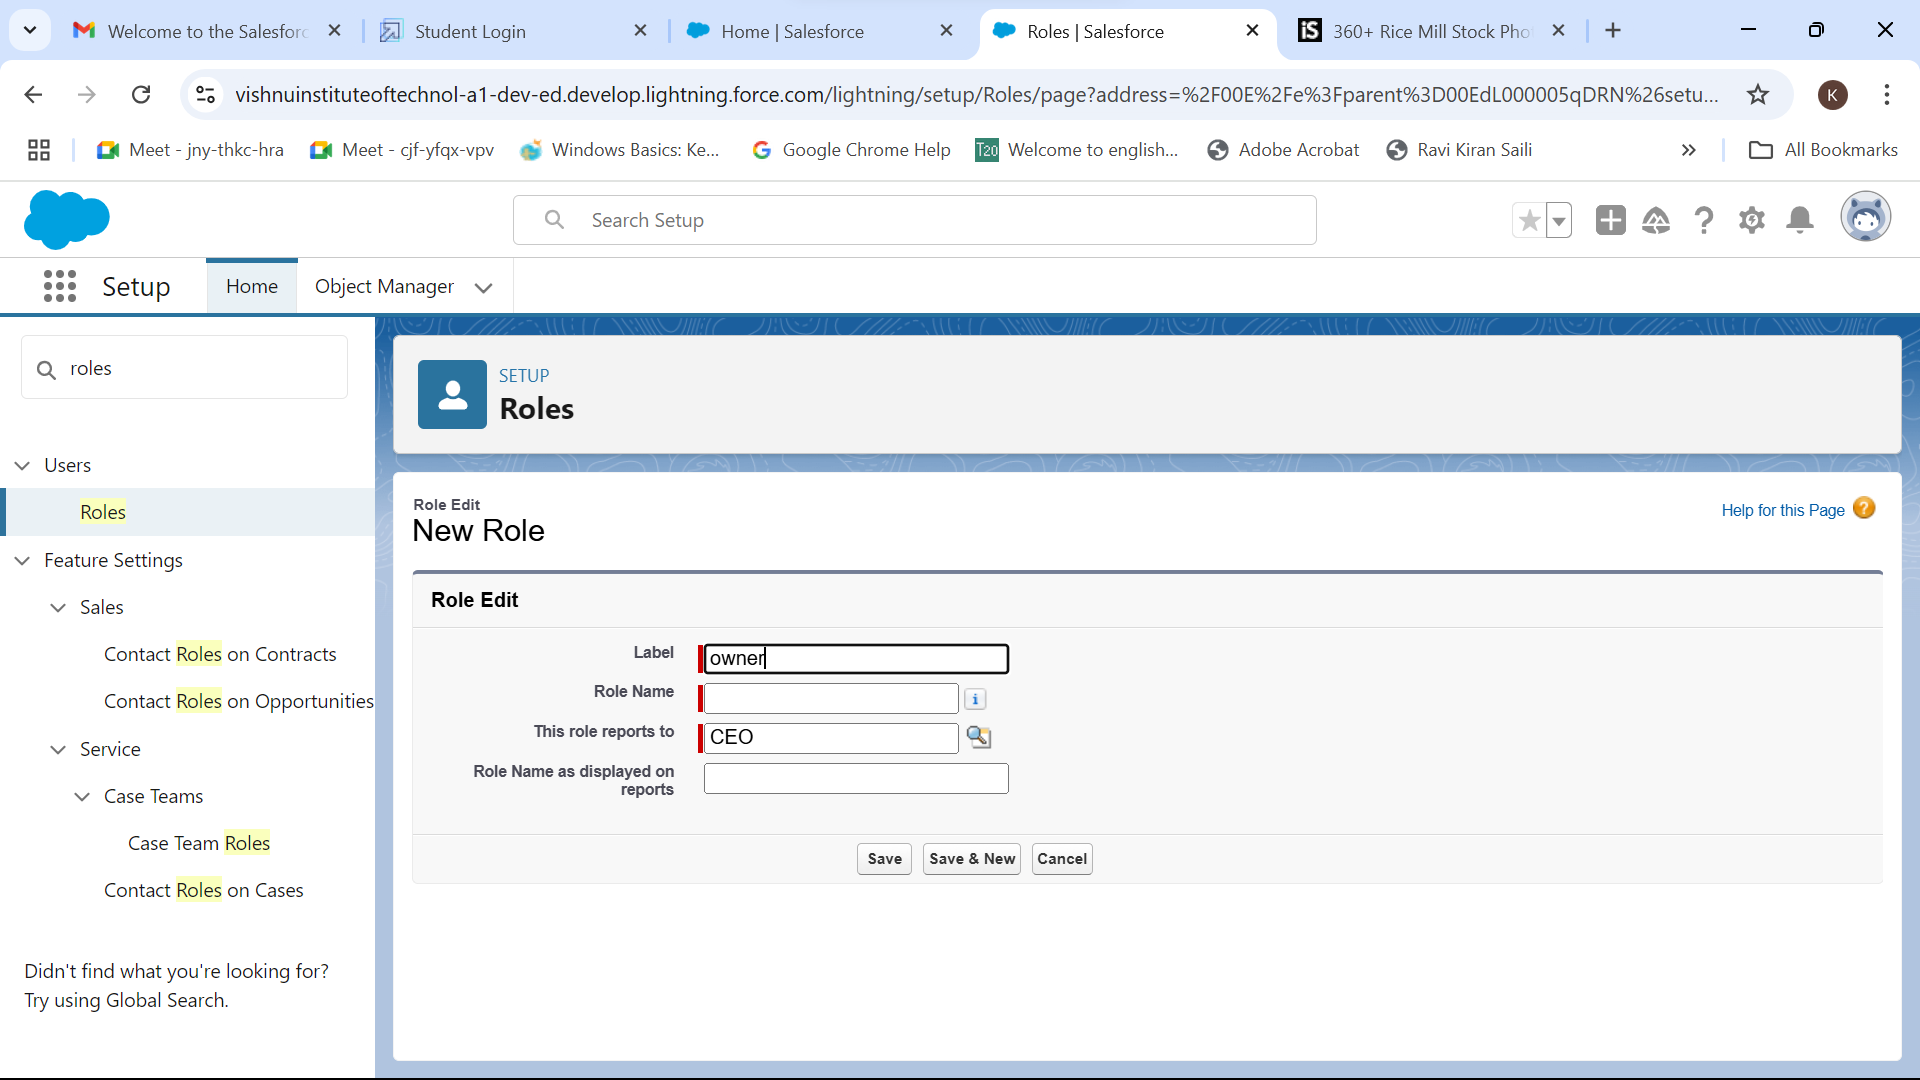 Welcome to the Salesforc
Student Login
Home | Salesforce
Roles | Salesforce
iS
360+ Rice Mill Stock Pho
vishnuinstituteoftechnol-a1-dev-ed.develop.lightning.force.com/lightning/setup/Roles/page?address=%2F00E%2Fe%3Fparent%3D00EdL000005qDRN%26setu...
K
Meet - jny-thkc-hra
Meet - cjf-yfqx-vpv
Windows Basics: Ke...
Google Chrome Help
T20
Welcome to english...
Adobe Acrobat
Ravi Kiran Saili
All Bookmarks
Search Setup
Setup
Home
Object Manager
roles
Users
Roles
Feature Settings
Sales
Contact Roles on Contracts
Contact Roles on Opportunities
Service
Case Teams
Case Team Roles
Contact Roles on Cases
Didn't find what you're looking for?
Try using Global Search.
SETUP
Roles
Role Edit
New Role
Help for this Page
Role Edit
Label
owner
Role Name
This role reports to
CEO
Role Name as displayed on
reports
Save
Save & New
Cancel